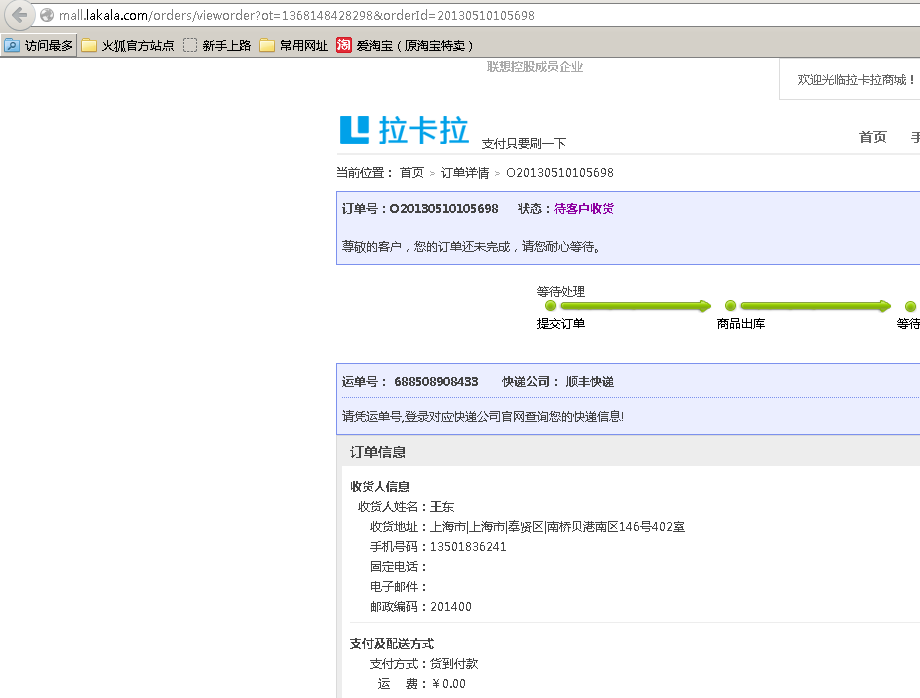 mall.lakala.com/orders/vieworder?ot=1368148428298&orderId=20130510105698
访问最多 火狐官方站点 新手上路 常用网址 淘 爱淘宝（原淘宝特卖）
联想控股成员企业
欢迎光临拉卡拉商城！
拉卡拉 支付只要刷一下
首页 手
当前位置： 首页 > 订单详情 > O20130510105698
订单号：O20130510105698 状态：待客户收货
尊敬的客户，您的订单还未完成，请您耐心等待。
等待处理
提交订单 商品出库 等待
运单号： 688508908433 快递公司： 顺丰快递
请凭运单号,登录对应快递公司官网查询您的快递信息!
订单信息
收货人信息
收货人姓名：王东
收货地址：上海市|上海市|奉贤区|南桥贝港南区146号402室
手机号码：13501836241
固定电话：
电子邮件：
邮政编码：201400
支付及配送方式
支付方式：货到付款
运 费：￥0.00